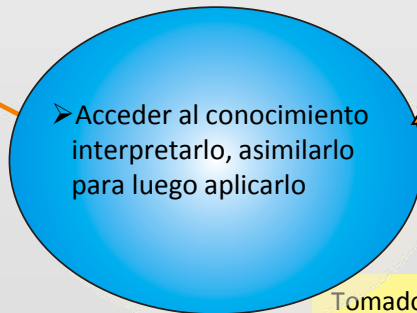 ➤Acceder al conocimiento
interpretarlo, asimilarlo
para luego aplicarlo
Tomado